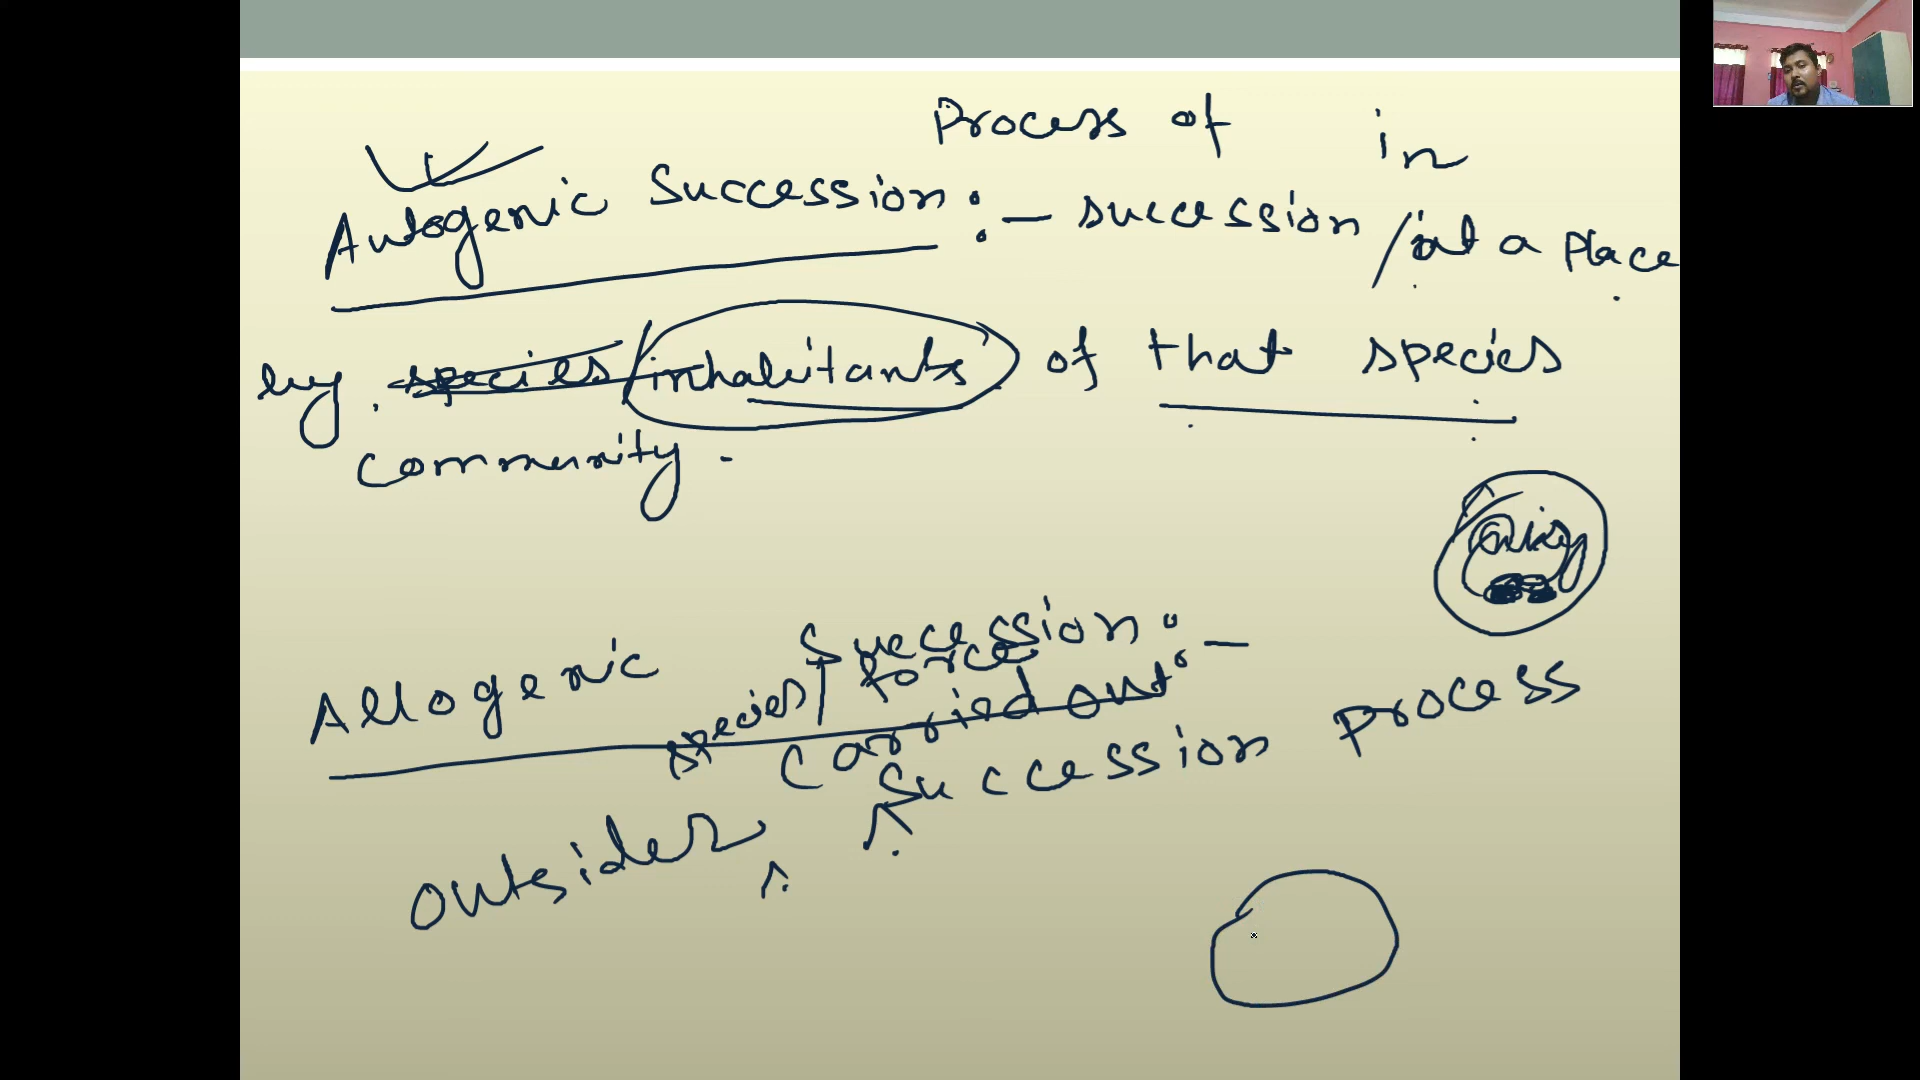 Process of in
Autogenic Succession :- succession /at a place
by species inhabitants of that species
community.
Allogenic Succession :-
species / force
carried out
outsider succession process